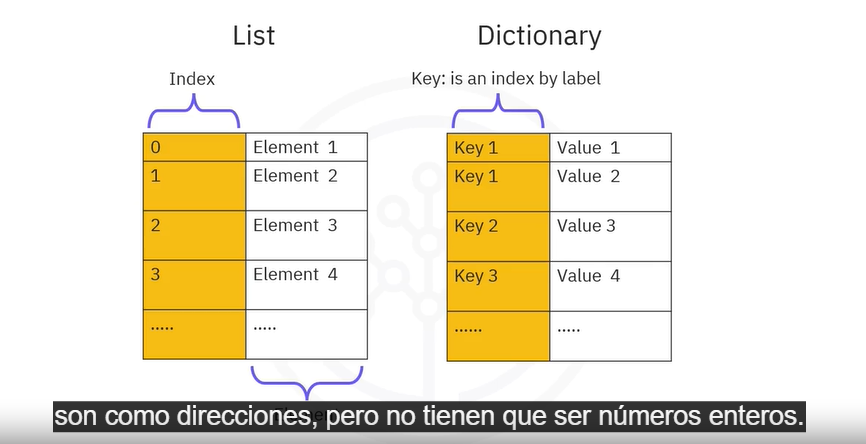 List
Dictionary
Index
Key: is an index by label
0 Element 1
1 Element 2
2 Element 3
3 Element 4
..... .....
Key 1 Value 1
Key 1 Value 2
Key 2 Value 3
Key 3 Value 4
...... .....
son como direcciones, pero no tienen que ser números enteros.